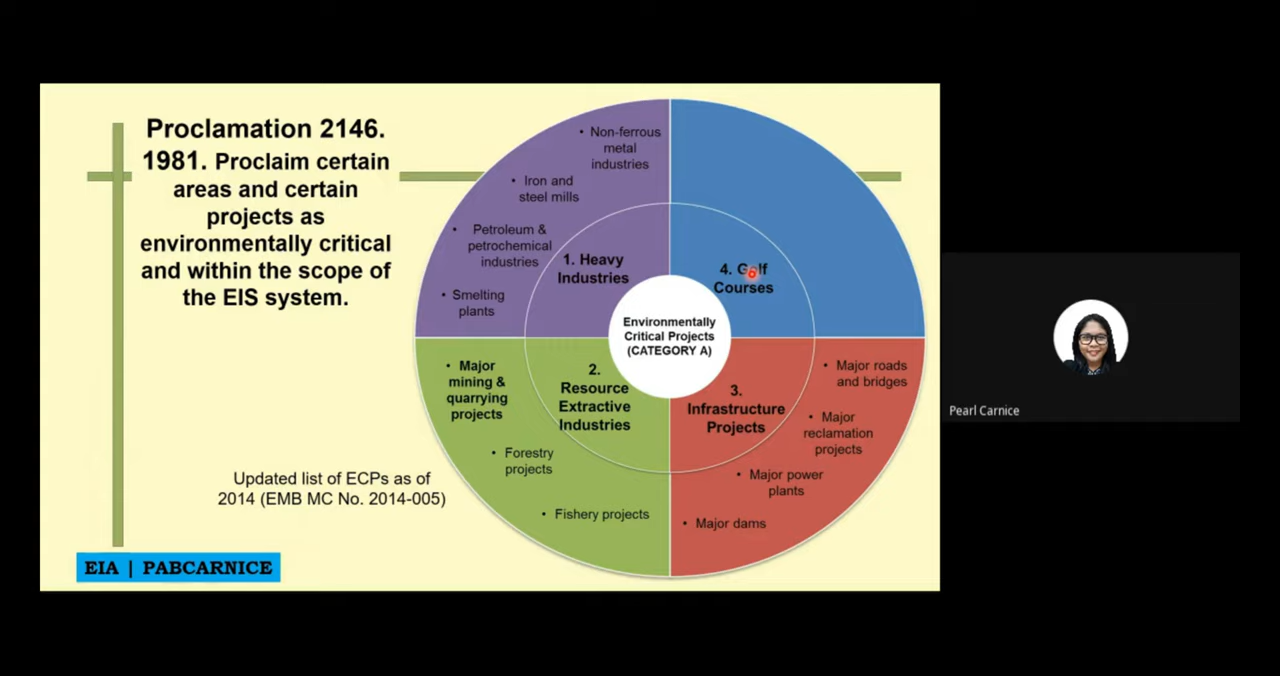 Proclamation 2146.
1981. Proclaim certain
areas and certain
projects as
environmentally critical
and within the scope of
the EIS system.
Updated list of ECPs as of
2014 (EMB MC No. 2014-005)
EIA | PABCARNICE
• Non-ferrous
metal
industries
• Iron and
steel mills
• Petroleum &
petrochemical
industries
• Smelting
plants
1. Heavy
Industries
4. Golf
Courses
Environmentally
Critical Projects
(CATEGORY A)
• Major
mining &
quarrying
projects
• Forestry
projects
• Fishery projects
2.
Resource
Extractive
Industries
3.
Infrastructure
Projects
• Major roads
and bridges
• Major
reclamation
projects
• Major power
plants
• Major dams
Pearl Carnice